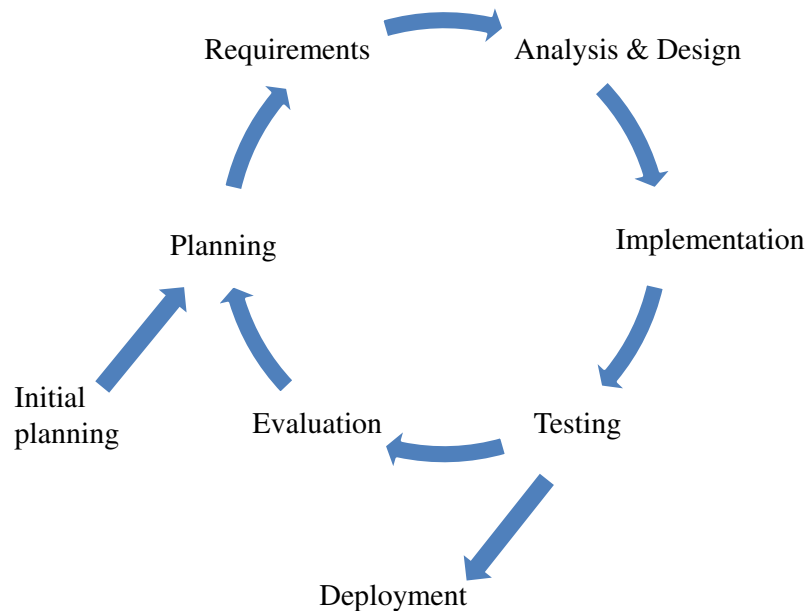 Requirements
Analysis & Design
Planning
Implementation
Initial
planning
Evaluation
Testing
Deployment